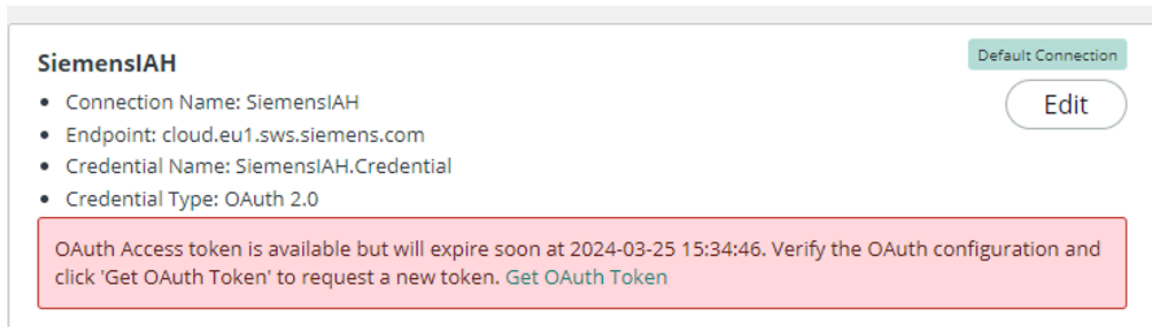 SiemensIAH
Default Connection
Edit
• Connection Name: SiemensIAH
• Endpoint: cloud.eu1.sws.siemens.com
• Credential Name: SiemensIAH.Credential
• Credential Type: OAuth 2.0
OAuth Access token is available but will expire soon at 2024-03-25 15:34:46. Verify the OAuth configuration and
click 'Get OAuth Token' to request a new token. Get OAuth Token